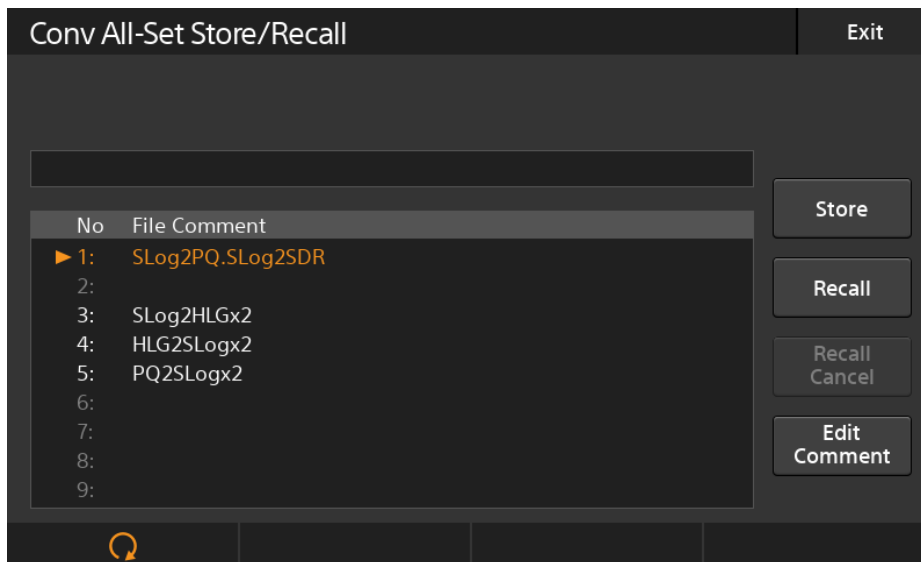 Conv All-Set Store/Recall
Exit
No File Comment
1: SLog2PQ.SLog2SDR
2:
3: SLog2HLGx2
4: HLG2SLogx2
5: PQ2SLogx2
6:
7:
8:
9:
Store
Recall
Recall
Cancel
Edit
Comment